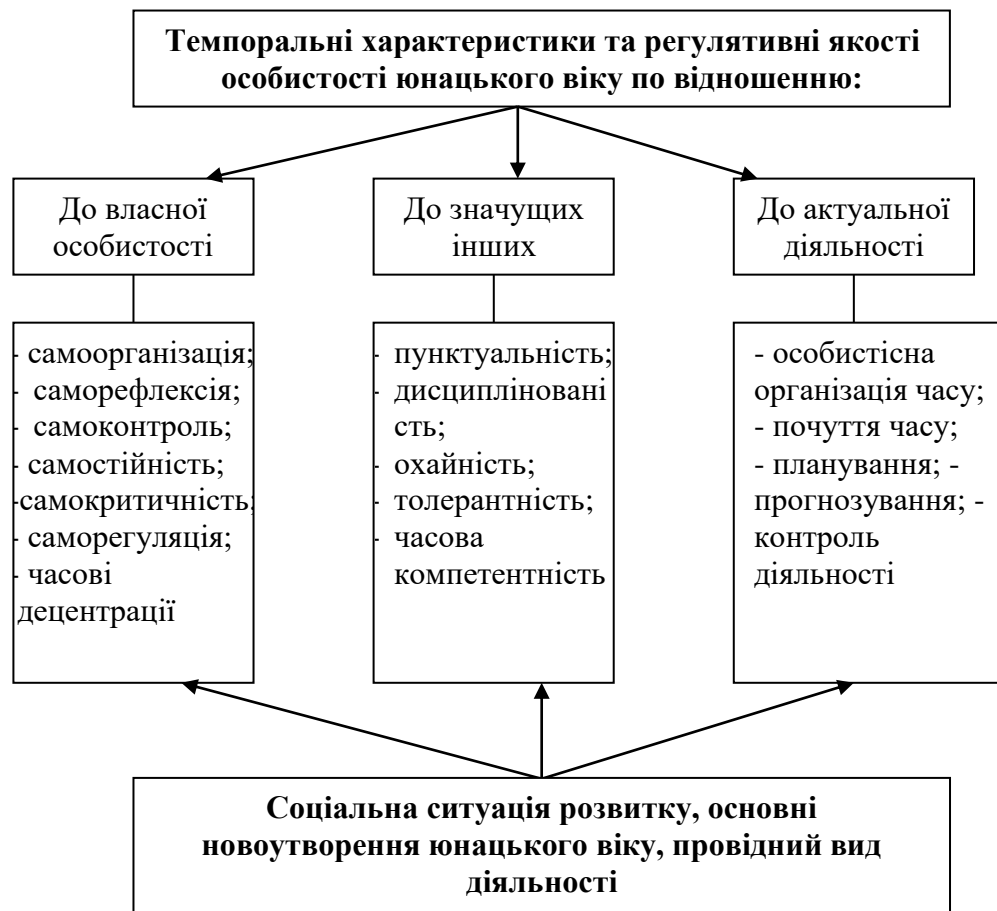 Темпоральні характеристики та регулятивні якості
особистості юнацького віку по відношенню:
До власної
особистості
До значущих
інших
До актуальної
діяльності
- самоорганізація;
- саморефлексія;
- самоконтроль;
- самостійність;
-самокритичність;
- саморегуляція;
- часові
децентрації
- пунктуальність;
- дисципліновані
сть;
- охайність;
- толерантність;
- часова
компетентність
- особистісна
організація часу;
- почуття часу;
- планування; -
прогнозування; -
контроль
діяльності
Соціальна ситуація розвитку, основні
новоутворення юнацького віку, провідний вид
діяльності